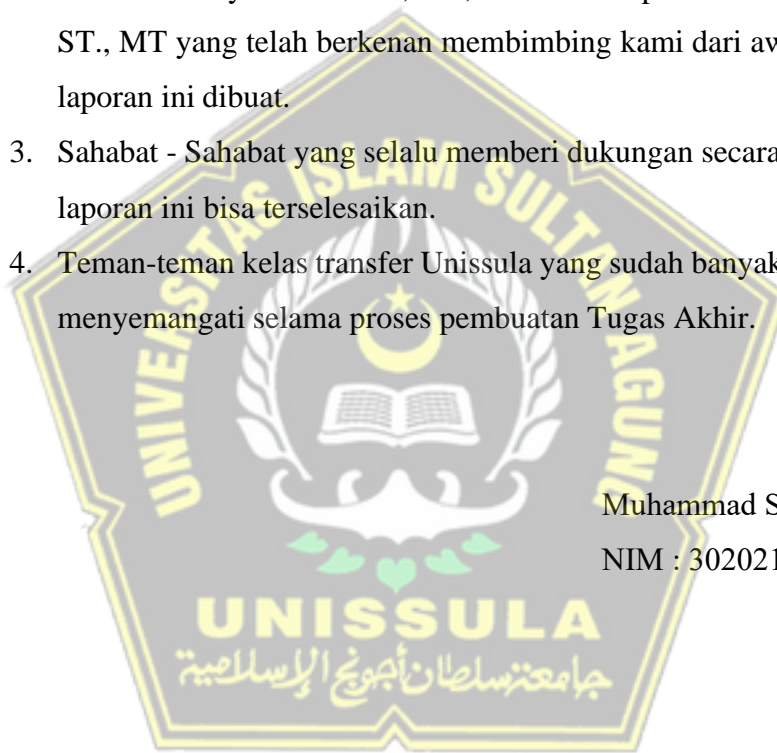 ST., MT yang telah berkenan membimbing kami dari aw
laporan ini dibuat.
3. Sahabat - Sahabat yang selalu memberi dukungan secara
laporan ini bisa terselesaikan.
4. Teman-teman kelas transfer Unissula yang sudah banyak
menyemangati selama proses pembuatan Tugas Akhir.
UNIVERSITAS ISLAM SULTAN AGUNG
Muhammad S
NIM : 302021
UNISSULA
جامعتنسلطان أجونج الإسلامية